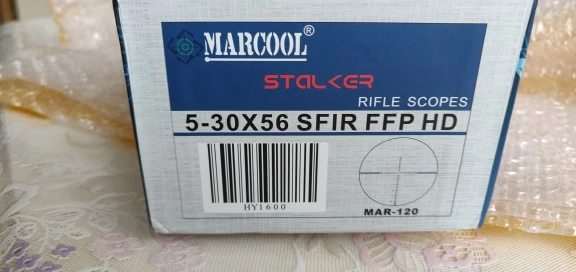 MARCOOL®
STALKER
RIFLE SCOPES
5-30X56 SFIR FFP HD
HY1600
MAR-120